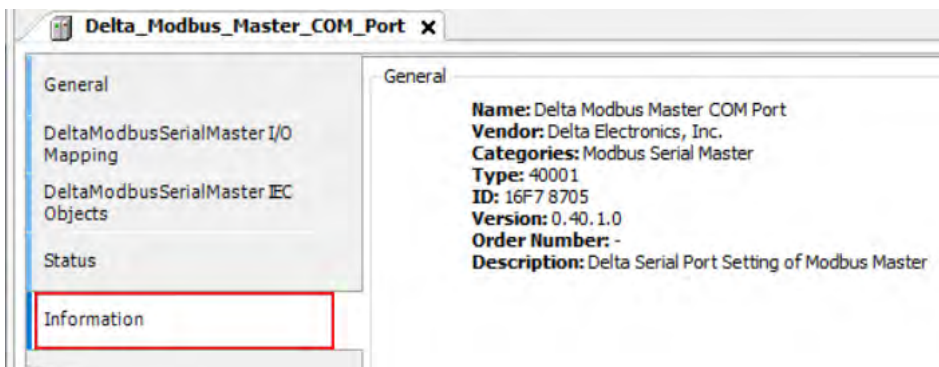 Delta_Modbus_Master_COM_Port X
General
DeltaModbusSerialMaster I/O
Mapping
DeltaModbusSerialMaster IEC
Objects
Status
Information
General
Name: Delta Modbus Master COM Port
Vendor: Delta Electronics, Inc.
Categories: Modbus Serial Master
Type: 40001
ID: 16F7 8705
Version: 0.40.1.0
Order Number: -
Description: Delta Serial Port Setting of Modbus Master